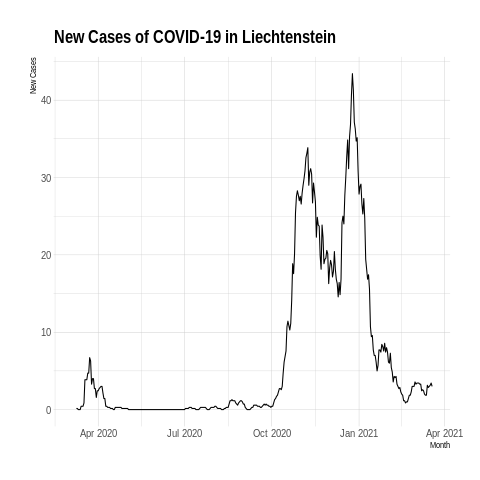 New Cases of COVID-19 in Liechtenstein
New Cases
40
30
20
10
0
Apr 2020 Jul 2020 Oct 2020 Jan 2021 Apr 2021
Month